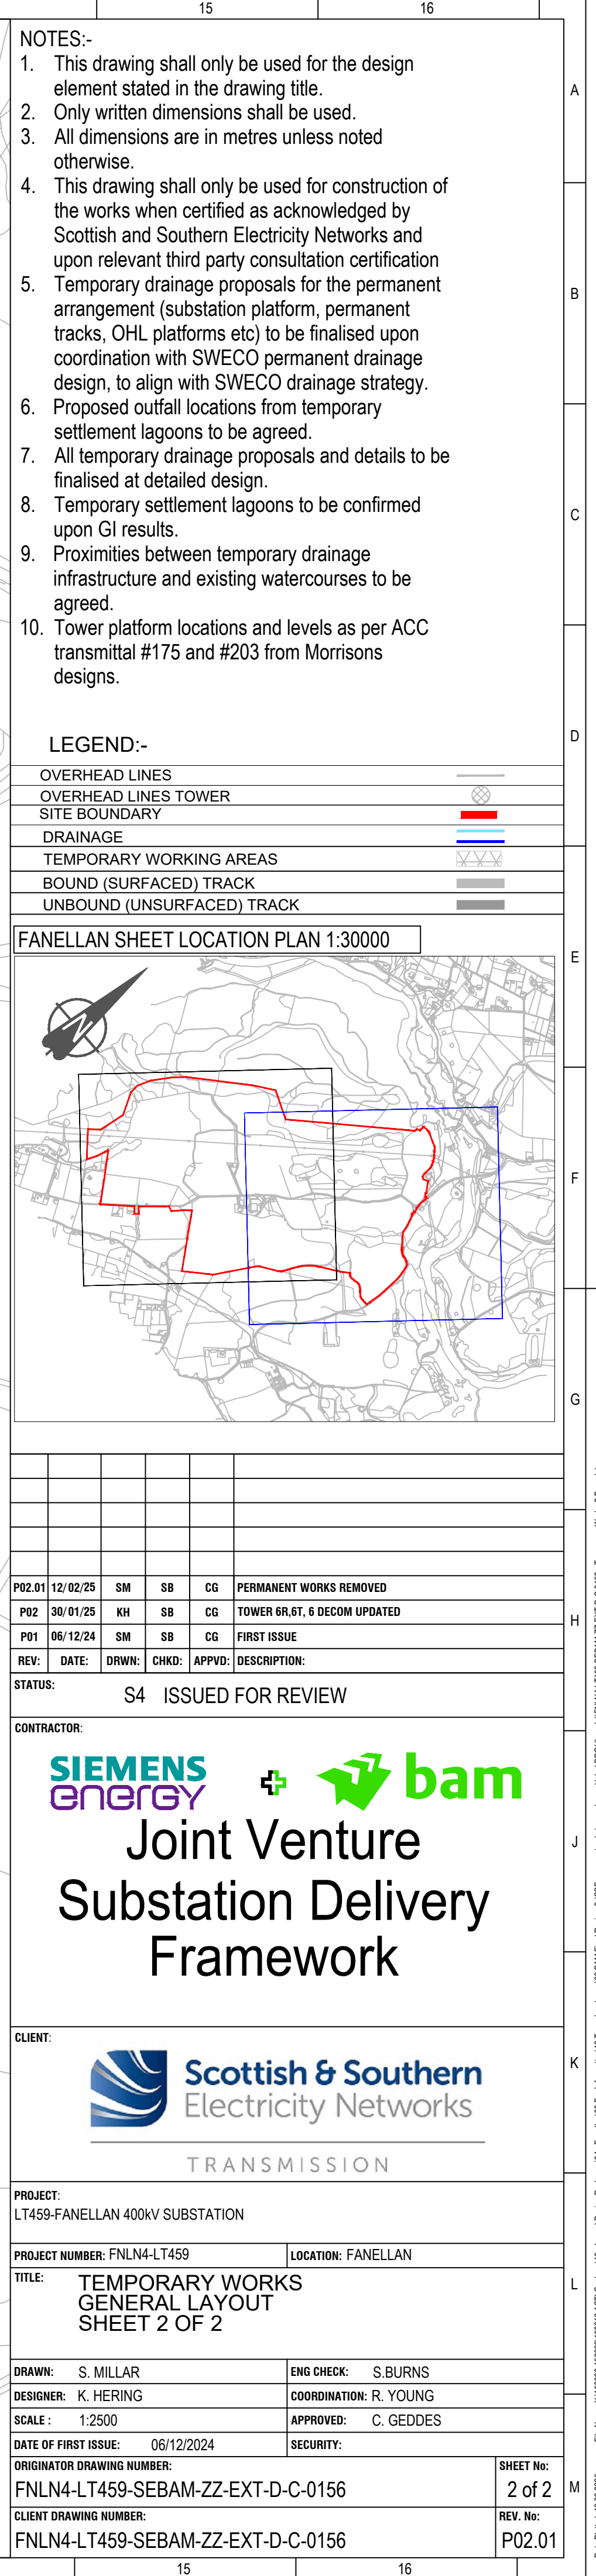 15 16
NOTES:-
1. This drawing shall only be used for the design
element stated in the drawing title.
2. Only written dimensions shall be used.
3. All dimensions are in metres unless noted
otherwise.
4. This drawing shall only be used for construction of
the works when certified as acknowledged by
Scottish and Southern Electricity Networks and
upon relevant third party consultation certification
5. Temporary drainage proposals for the permanent
arrangement (substation platform, permanent
tracks, OHL platforms etc) to be finalised upon
coordination with SWECO permanent drainage
design, to align with SWECO drainage strategy.
6. Proposed outfall locations from temporary
settlement lagoons to be agreed.
7. All temporary drainage proposals and details to be
finalised at detailed design.
8. Temporary settlement lagoons to be confirmed
upon GI results.
9. Proximities between temporary drainage
infrastructure and existing watercourses to be
agreed.
10. Tower platform locations and levels as per ACC
transmittal #175 and #203 from Morrisons
designs.
LEGEND:-
OVERHEAD LINES
OVERHEAD LINES TOWER
SITE BOUNDARY
DRAINAGE
TEMPORARY WORKING AREAS
BOUND (SURFACED) TRACK
UNBOUND (UNSURFACED) TRACK
FANELLAN SHEET LOCATION PLAN 1:30000
N
P02.01 12/02/25 SM SB CG PERMANENT WORKS REMOVED
P02 30/01/25 KH SB CG TOWER 6R,6T, 6 DECOM UPDATED
P01 06/12/24 SM SB CG FIRST ISSUE
REV: DATE: DRWN: CHKD: APPVD: DESCRIPTION:
STATUS:
S4 ISSUED FOR REVIEW
CONTRACTOR:
SIEMENS
energy
bam
Joint Venture
Substation Delivery
Framework
CLIENT:
Scottish & Southern
Electricity Networks
TRANSMISSION
PROJECT:
LT459-FANELLAN 400kV SUBSTATION
PROJECT NUMBER: FNLN4-LT459 LOCATION: FANELLAN
TITLE: TEMPORARY WORKS
GENERAL LAYOUT
SHEET 2 OF 2
DRAWN: S. MILLAR ENG CHECK: S.BURNS
DESIGNER: K. HERING COORDINATION: R. YOUNG
SCALE : 1:2500 APPROVED: C. GEDDES
DATE OF FIRST ISSUE: 06/12/2024 SECURITY:
ORIGINATOR DRAWING NUMBER: SHEET No:
FNLN4-LT459-SEBAM-ZZ-EXT-D-C-0156 2 of 2
CLIENT DRAWING NUMBER: REV. No:
FNLN4-LT459-SEBAM-ZZ-EXT-D-C-0156 P02.01
15 16
A
B
C
D
E
F
G
H
J
K
L
M